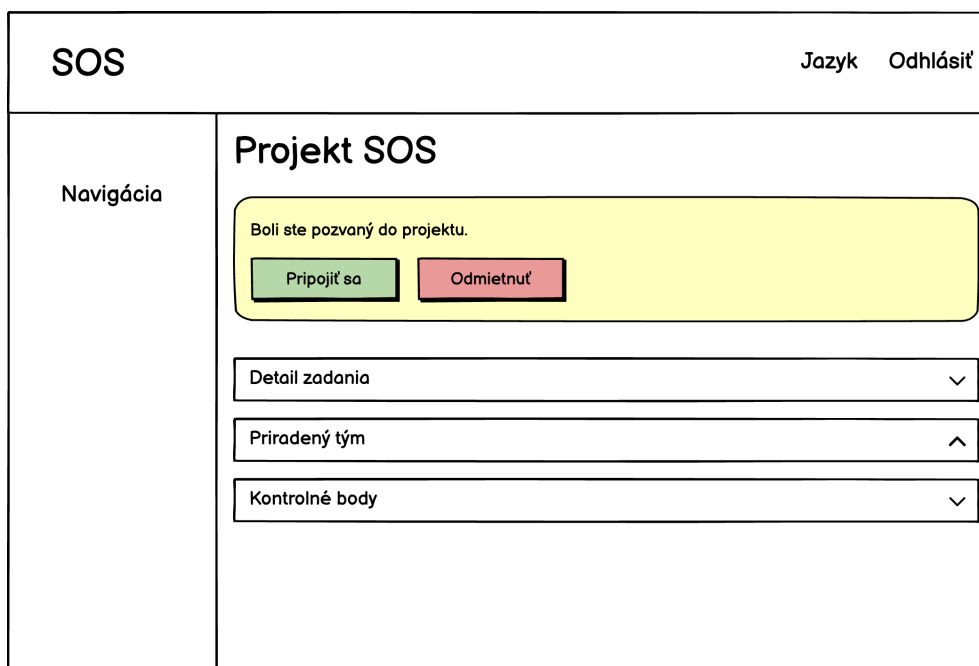 SOS
Jazyk Odhlásiť
Navigácia
Projekt SOS
Boli ste pozvaný do projektu.
Pripojiť sa Odmietnuť
Detail zadania
Priradený tým
Kontrolné body